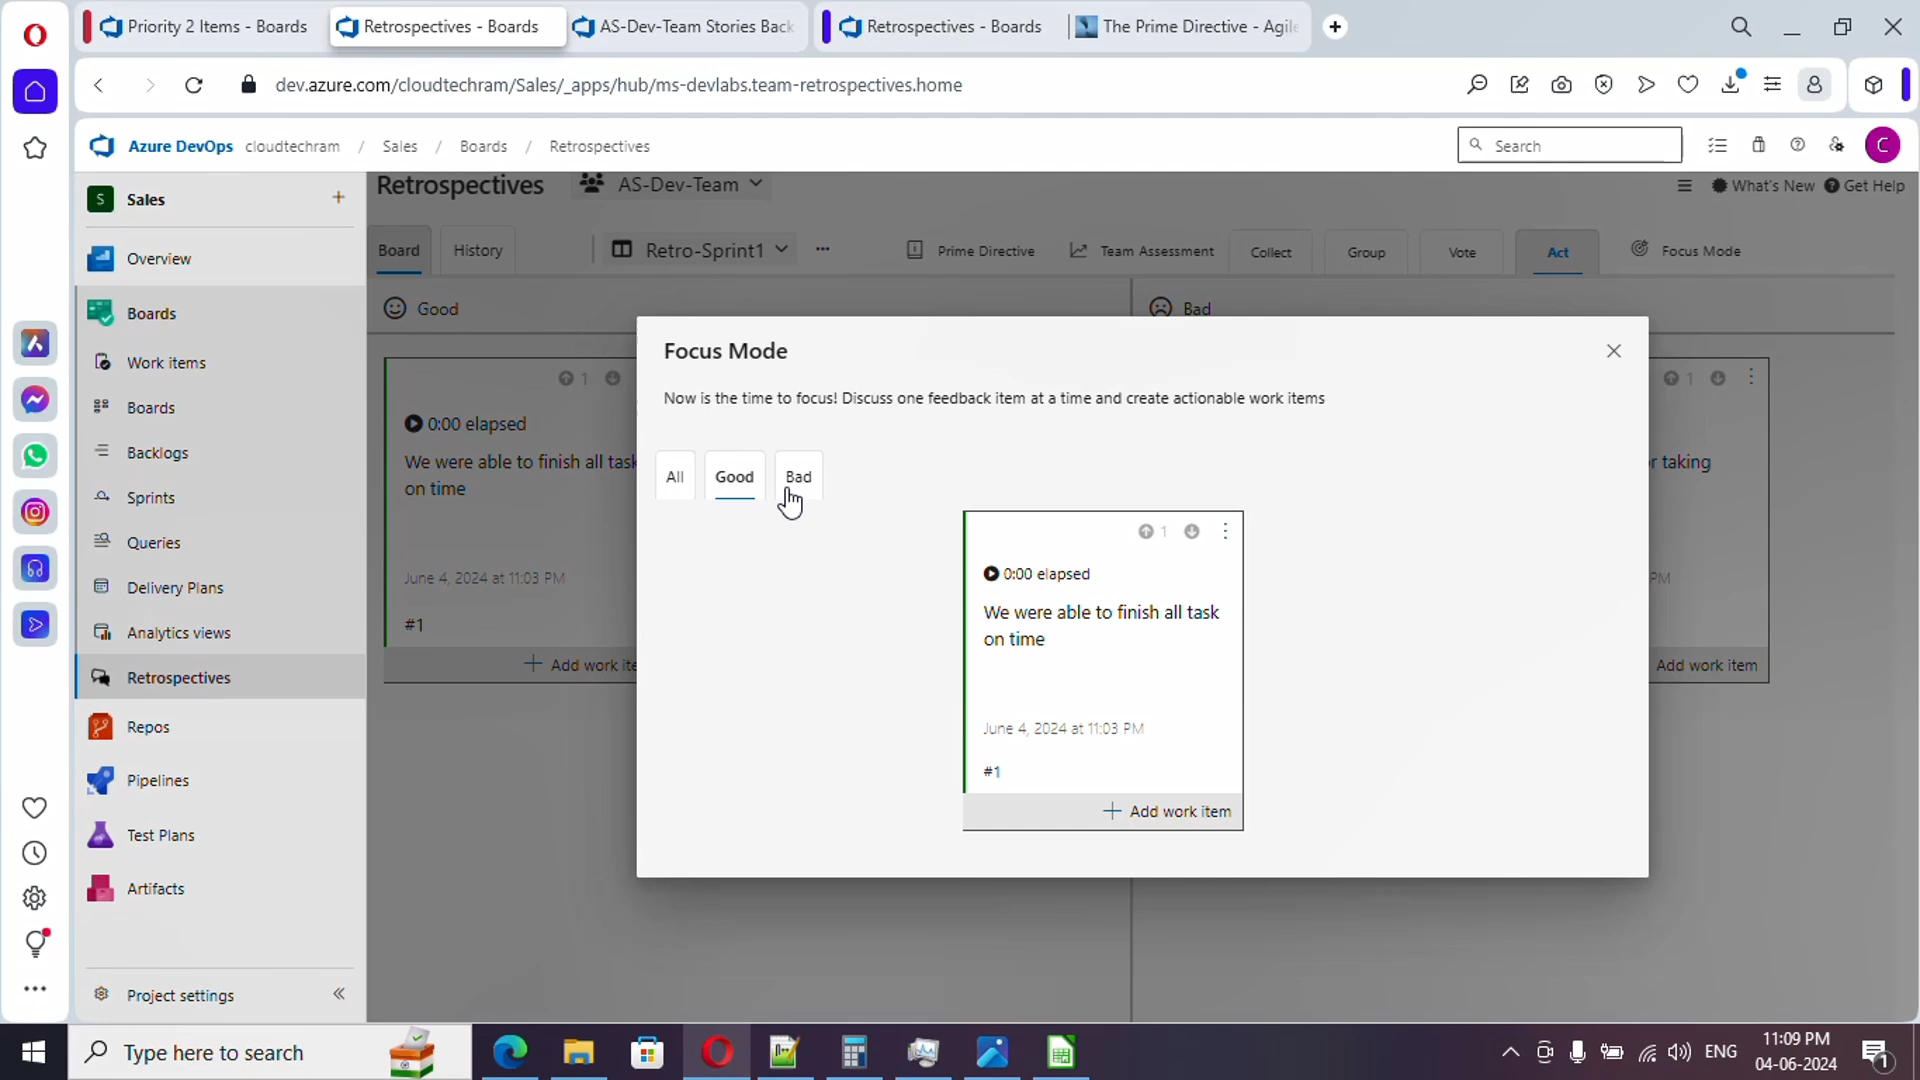 Priority 2 Items - Boards
Retrospectives - Boards
AS-Dev-Team Stories Back
Retrospectives - Boards
The Prime Directive - Agile
dev.azure.com/cloudtechram/Sales/_apps/hub/ms-devlabs.team-retrospectives.home
Azure DevOps cloudtechram / Sales / Boards / Retrospectives
Search
C
S Sales
Retrospectives
AS-Dev-Team
What's New
Get Help
Board
History
Retro-Sprint1
Prime Directive
Team Assessment
Collect
Group
Vote
Act
Focus Mode
Overview
Boards
Work items
Boards
Backlogs
Sprints
Queries
Delivery Plans
Analytics views
Retrospectives
Repos
Pipelines
Test Plans
Artifacts
Project settings
Good
Bad
1
0:00 elapsed
We were able to finish all task
on time
June 4, 2024 at 11:03 PM
#1
Add work ite
Focus Mode
Now is the time to focus! Discuss one feedback item at a time and create actionable work items
All
Good
Bad
1
0:00 elapsed
We were able to finish all task
on time
June 4, 2024 at 11:03 PM
#1
Add work item
1
or taking
PM
Add work item
Type here to search
ENG
11:09 PM
04-06-2024
1